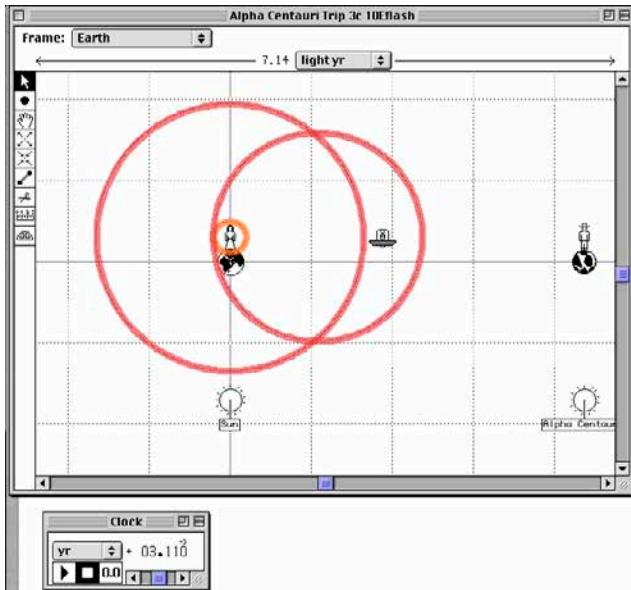 Alpha Centauri Trip 3c 10Eflash
Frame: Earth
7.14 light yr
Sun
Alpha Centaur
Clock
yr + 03.110
0.0